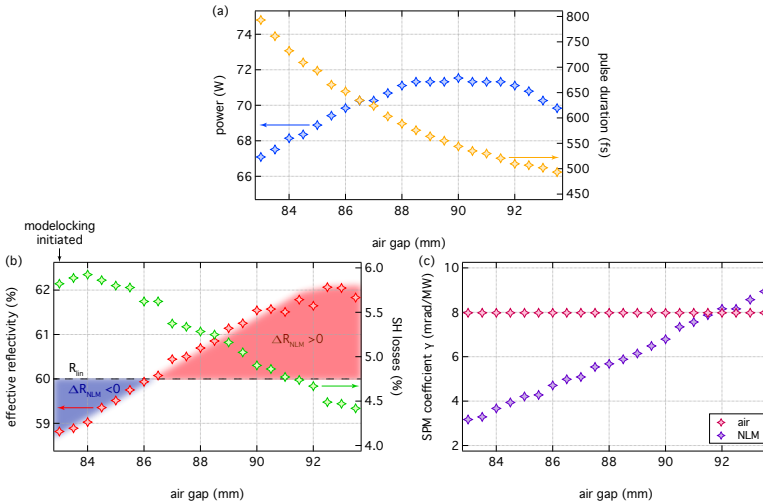 (a)
74
72
70
68
66
power (W)
800
750
700
650
600
550
500
450
pulse duration (fs)
84
86
88
90
92
air gap (mm)
modelocking
initiated
(b)
62
61
60
59
effective reflectivity (%)
R_lin
ΔR_NLM <0
ΔR_NLM >0
6.0
5.5
5.0
4.5
4.0
SH losses (%)
84
86
88
90
92
air gap (mm)
(c)
10
8
6
4
2
SPM coefficient γ (mrad/MW)
air
NLM
84
86
88
90
92
air gap (mm)